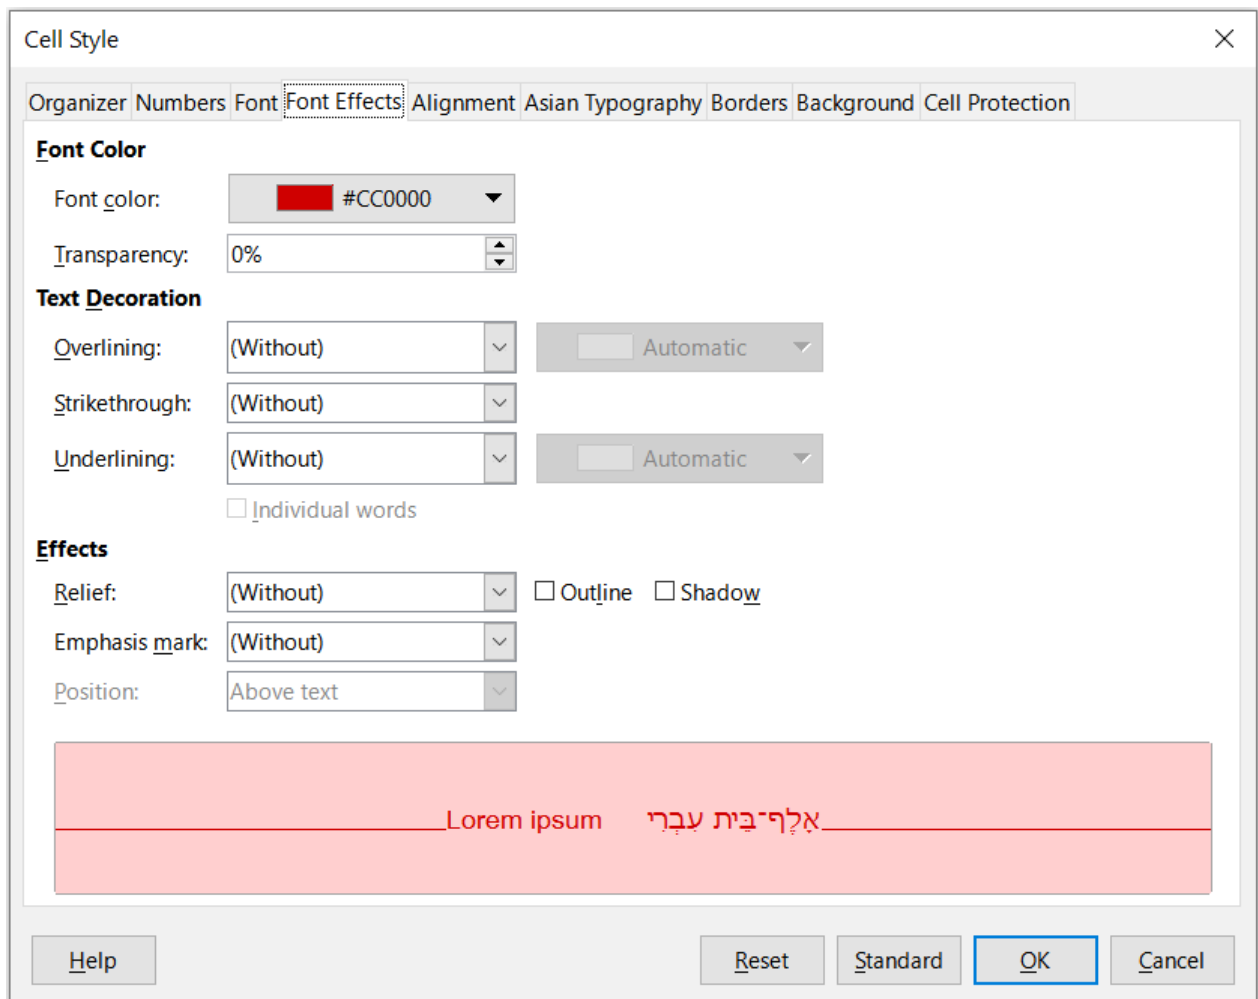 Cell Style
Organizer Numbers Font Font Effects Alignment Asian Typography Borders Background Cell Protection
Font Color
Font color: #CC0000
Transparency: 0%
Text Decoration
Overlining: (Without) Automatic
Strikethrough: (Without)
Underlining: (Without) Automatic
Individual words
Effects
Relief: (Without) Outline Shadow
Emphasis mark: (Without)
Position: Above text
Lorem ipsum אָלֶף־בֵּית עִבְרִי
Help Reset Standard OK Cancel